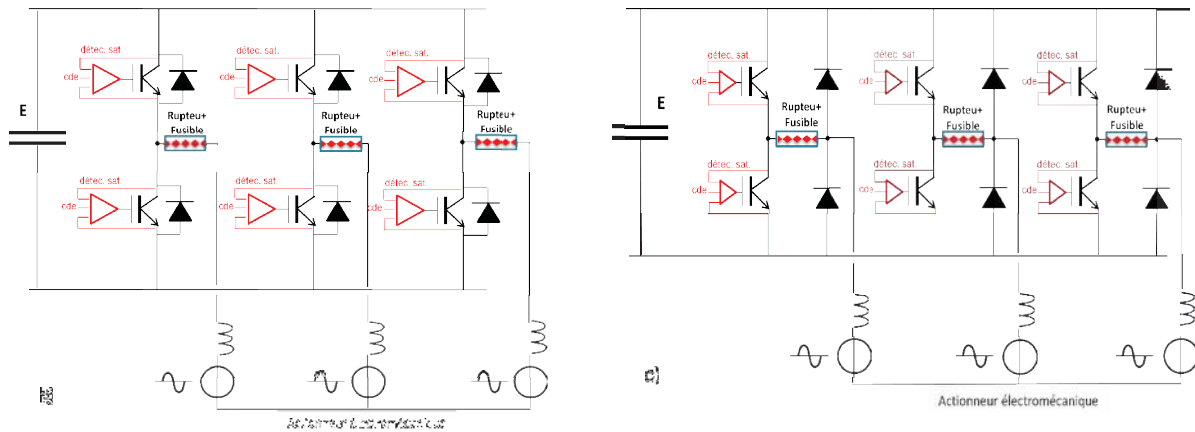 détec. sat.
détec. sat.
détec. sat.
cde
cde
cde
E
Rupteu+
Fusible
Rupteu+
Fusible
Rupteu+
Fusible
détec. sat.
détec. sat.
détec. sat.
cde
cde
cde
détec. sat.
détec. sat.
détec. sat.
cde
cde
cde
E
Rupteu+
Fusible
Rupteu+
Fusible
Rupteu+
Fusible
détec. sat.
détec. sat.
détec. sat.
cde
cde
cde
Actionneur électromécanique